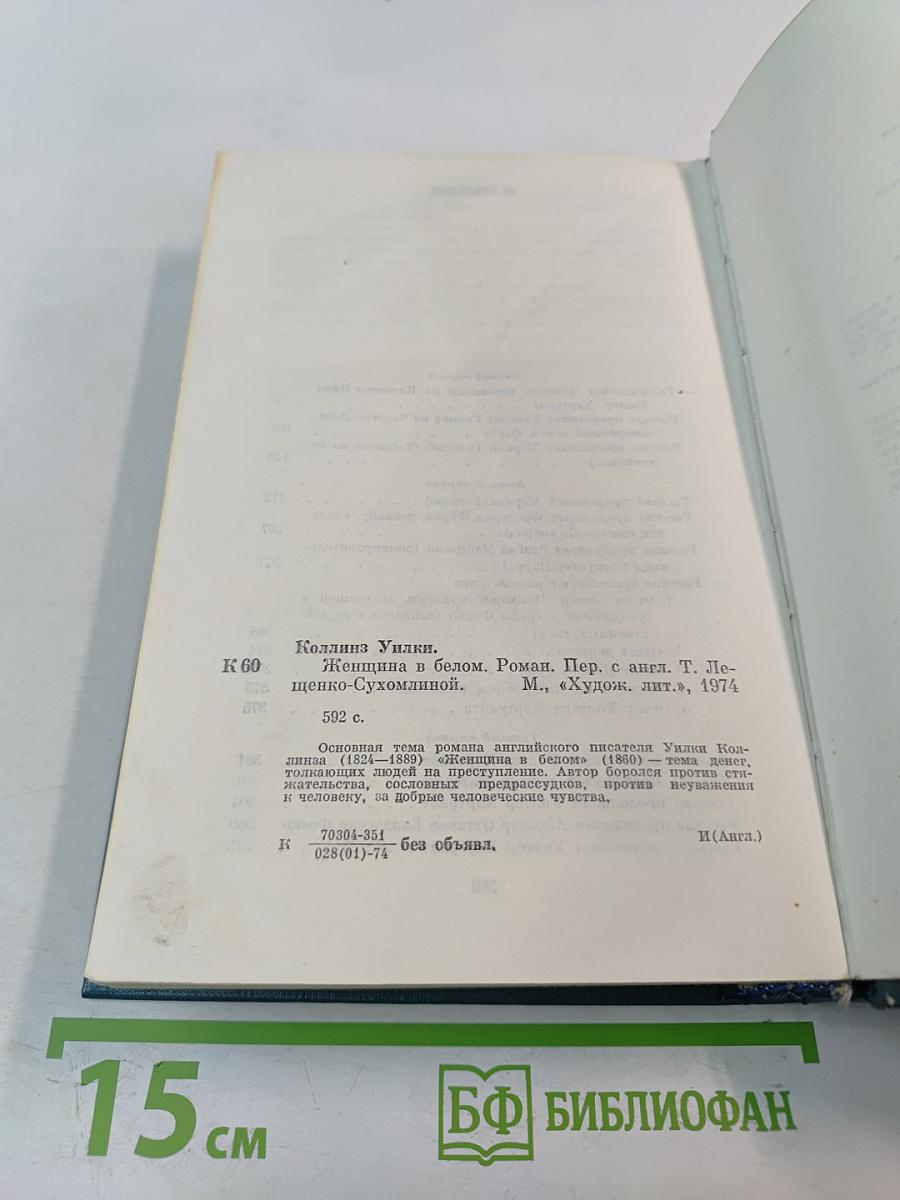 Коллинз Уилки.
К 60 Женщина в белом. Роман. Пер. с англ. Т. Ле-
щенко-Сухомлиной. М., «Худож. лит.», 1974
592 с.
Основная тема романа английского писателя Уилки Кол-
линза (1824—1889) «Женщина в белом» (1860) — тема денег,
толкающих людей на преступление. Автор боролся против стя-
жательства, сословных предрассудков, против неуважения
к человеку, за добрые человеческие чувства.
К 70304-351 без объявл. И(Англ.)
028(01)-74
15 см
БФ БИБЛИОФАН